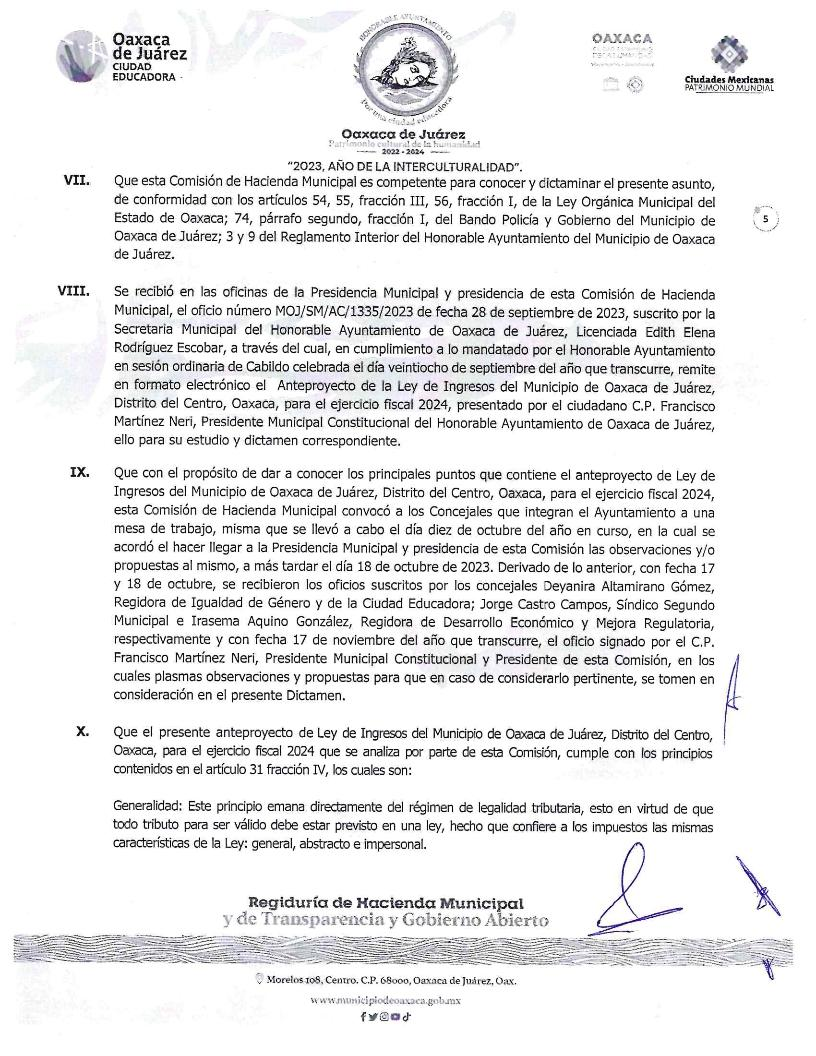 Oaxaca
de Juárez
CIUDAD
EDUCADORA
HONORABLE AYUNTAMIENTO
Por una ciudad educadora
Oaxaca de Juárez
Patrimonio cultural de la humanidad
2022 - 2024
OAXACA
Ciudades Mexicanas
PATRIMONIO MUNDIAL
"2023, AÑO DE LA INTERCULTURALIDAD".
5
VII. Que esta Comisión de Hacienda Municipal es competente para conocer y dictaminar el presente asunto,
de conformidad con los artículos 54, 55, fracción III, 56, fracción I, de la Ley Orgánica Municipal del
Estado de Oaxaca; 74, párrafo segundo, fracción I, del Bando Policía y Gobierno del Municipio de
Oaxaca de Juárez; 3 y 9 del Reglamento Interior del Honorable Ayuntamiento del Municipio de Oaxaca
de Juárez.
VIII. Se recibió en las oficinas de la Presidencia Municipal y presidencia de esta Comisión de Hacienda
Municipal, el oficio número MOJ/SM/AC/1335/2023 de fecha 28 de septiembre de 2023, suscrito por la
Secretaria Municipal del Honorable Ayuntamiento de Oaxaca de Juárez, Licenciada Edith Elena
Rodríguez Escobar, a través del cual, en cumplimiento a lo mandatado por el Honorable Ayuntamiento
en sesión ordinaria de Cabildo celebrada el día veintiocho de septiembre del año que transcurre, remite
en formato electrónico el Anteproyecto de la Ley de Ingresos del Municipio de Oaxaca de Juárez,
Distrito del Centro, Oaxaca, para el ejercicio fiscal 2024, presentado por el ciudadano C.P. Francisco
Martínez Neri, Presidente Municipal Constitucional del Honorable Ayuntamiento de Oaxaca de Juárez,
ello para su estudio y dictamen correspondiente.
IX. Que con el propósito de dar a conocer los principales puntos que contiene el anteproyecto de Ley de
Ingresos del Municipio de Oaxaca de Juárez, Distrito del Centro, Oaxaca, para el ejercicio fiscal 2024,
esta Comisión de Hacienda Municipal convocó a los Concejales que integran el Ayuntamiento a una
mesa de trabajo, misma que se llevó a cabo el día diez de octubre del año en curso, en la cual se
acordó el hacer llegar a la Presidencia Municipal y presidencia de esta Comisión las observaciones y/o
propuestas al mismo, a más tardar el día 18 de octubre de 2023. Derivado de lo anterior, con fecha 17
y 18 de octubre, se recibieron los oficios suscritos por los concejales Deyanira Altamirano Gómez,
Regidora de Igualdad de Género y de la Ciudad Educadora; Jorge Castro Campos, Síndico Segundo
Municipal e Irasema Aquino González, Regidora de Desarrollo Económico y Mejora Regulatoria,
respectivamente y con fecha 17 de noviembre del año que transcurre, el oficio signado por el C.P.
Francisco Martínez Neri, Presidente Municipal Constitucional y Presidente de esta Comisión, en los
cuales plasmas observaciones y propuestas para que en caso de considerarlo pertinente, se tomen en
consideración en el presente Dictamen.
X. Que el presente anteproyecto de Ley de Ingresos del Municipio de Oaxaca de Juárez, Distrito del Centro,
Oaxaca, para el ejercicio fiscal 2024 que se analiza por parte de esta Comisión, cumple con los principios
contenidos en el artículo 31 fracción IV, los cuales son:
Generalidad: Este principio emana directamente del régimen de legalidad tributaria, esto en virtud de que
todo tributo para ser válido debe estar previsto en una ley, hecho que confiere a los impuestos las mismas
características de la Ley: general, abstracto e impersonal.
Regiduría de Hacienda Municipal
y de Transparencia y Gobierno Abierto
Morelos 108, Centro. C.P. 68000, Oaxaca de Juárez, Oax.
www.municipiodeoaxaca.gob.mx